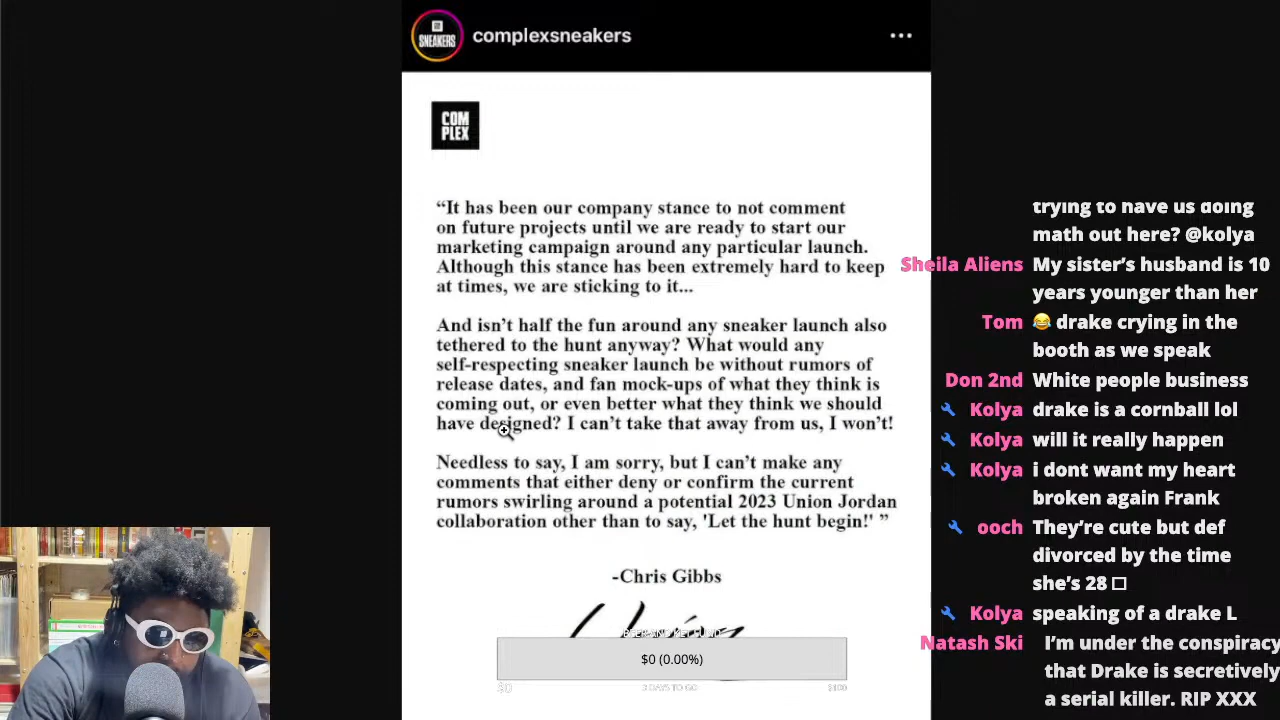 SNEAKERS
complexsneakers
COM
PLEX
“It has been our company stance to not comment
on future projects until we are ready to start our
marketing campaign around any particular launch.
Although this stance has been extremely hard to keep
at times, we are sticking to it...
And isn’t half the fun around any sneaker launch also
tethered to the hunt anyway? What would any
self-respecting sneaker launch be without rumors of
release dates, and fan mock-ups of what they think is
coming out, or even better what they think we should
have designed? I can’t take that away from us, I won’t!
Needless to say, I am sorry, but I can’t make any
comments that either deny or confirm the current
rumors swirling around a potential 2023 Union Jordan
collaboration other than to say, 'Let the hunt begin!' ”
-Chris Gibbs
$0 (0.00%)
$0
3 DAYS TO GO
$400
trying to have us doing
math out here? @kolya
Sheila Aliens My sister’s husband is 10
years younger than her
Tom 😂 drake crying in the
booth as we speak
Don 2nd White people business
Kolya drake is a cornball lol
Kolya will it really happen
Kolya i dont want my heart
broken again Frank
ooch They’re cute but def
divorced by the time
she’s 28
Kolya speaking of a drake L
Natash Ski I’m under the conspiracy
that Drake is secretively
a serial killer. RIP XXX